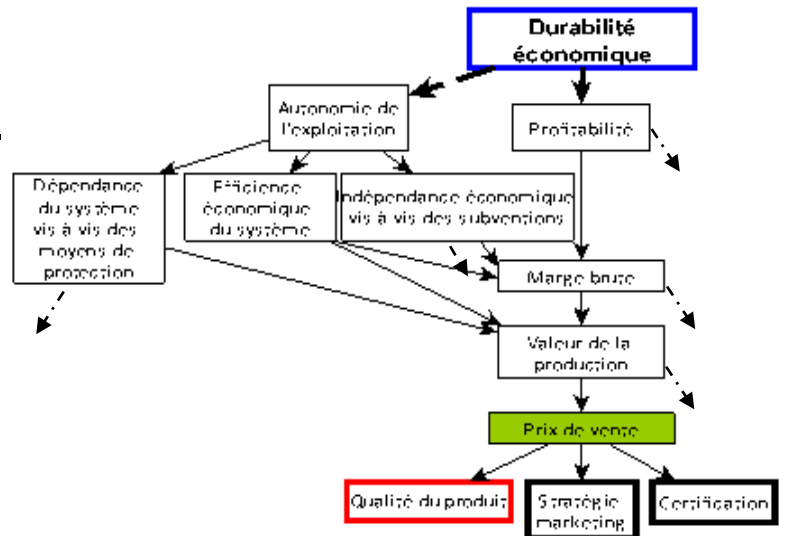 Durabilité
économique
Autonomie de
l'exploitation
Profitabilité
Dépendance
du système
vis à vis des
moyens de
protection
Efficience
économique
du système
Indépendance économique
vis à vis des subventions
Marge brute
Valeur de la
production
Prix de vente
Qualité du produit
Stratégie
marketing
Certification